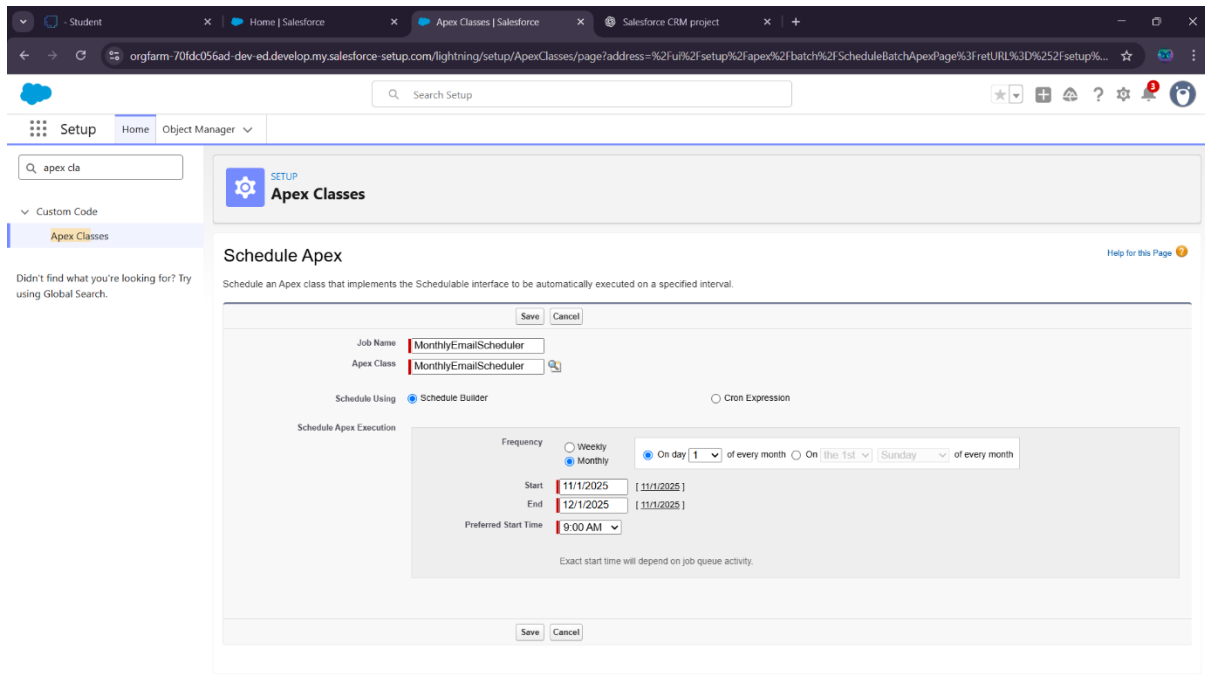 - Student
Home | Salesforce
Apex Classes | Salesforce
Salesforce CRM project
orgfarm-70fdc056ad-dev-ed.develop.my.salesforce-setup.com/lightning/setup/ApexClasses/page?address=%2Fui%2Fsetup%2Fapex%2Fbatch%2FScheduleBatchApexPage%3FretURL%3D%252Fsetup%...
Search Setup
3
Setup Home Object Manager
apex cla
Custom Code
Apex Classes
Didn't find what you're looking for? Try
using Global Search.
SETUP
Apex Classes
Schedule Apex
Help for this Page
Schedule an Apex class that implements the Schedulable interface to be automatically executed on a specified interval.
Save Cancel
Job Name MonthlyEmailScheduler
Apex Class MonthlyEmailScheduler
Schedule Using Schedule Builder Cron Expression
Schedule Apex Execution
Frequency Weekly
Monthly
On day 1 of every month On the 1st Sunday of every month
Start 11/1/2025 [ 11/1/2025 ]
End 12/1/2025 [ 11/1/2025 ]
Preferred Start Time 9:00 AM
Exact start time will depend on job queue activity.
Save Cancel